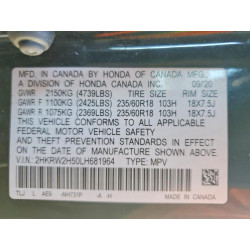 MFD. IN CANADA BY HONDA OF CANADA MFG.,
A DIVISION OF HONDA CANADA INC. 09/20
GVWR 2150KG (4739LBS) TIRE SIZE RIM SIZE
GAWR F 1100KG (2425LBS) 235/60R18 103H 18X7.5J
GAWR R 1075KG (2369LBS) 235/60R18 103H 18X7.5J
THIS VEHICLE CONFORMS TO ALL APPLICABLE
FEDERAL MOTOR VEHICLE SAFETY
AND THEFT PREVENTION STANDARDS IN EFFECT ON
THE DATE OF MANUFACTURE SHOWN ABOVE.
V.I.N.: 2HKRW2H50LH681964 TYPE: MPV